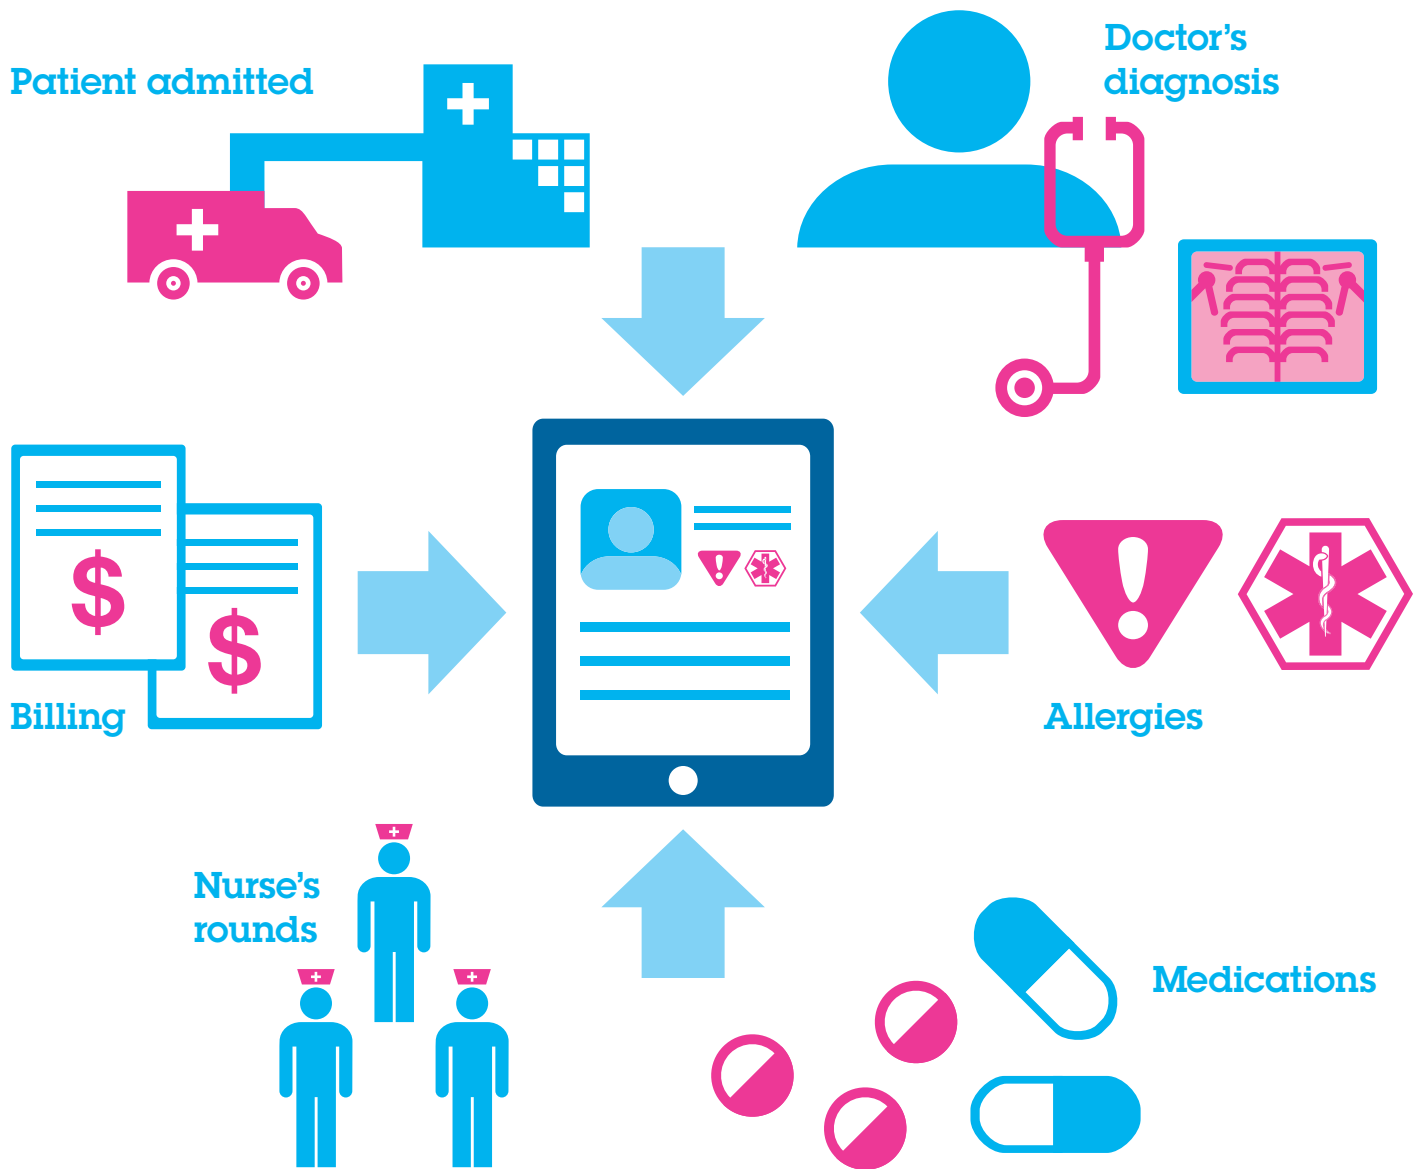 Patient admitted
Doctor’s
diagnosis
$
$
Billing
Allergies
Nurse’s
rounds
Medications